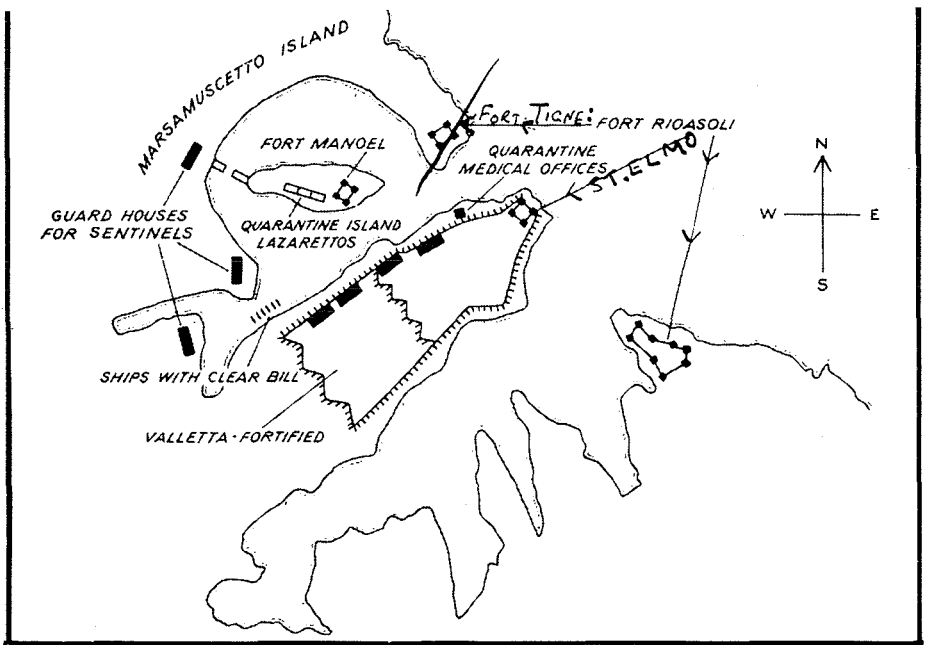 MARSAMUSCETTO ISLAND
FORT TIGNE: FORT RIOASOLI
FORT MANOEL
QUARANTINE
MEDICAL OFFICES
ST. ELMO
N
W E
S
GUARD HOUSES
FOR SENTINELS
QUARANTINE ISLAND
LAZARETTOS
SHIPS WITH CLEAR BILL
VALLETTA-FORTIFIED